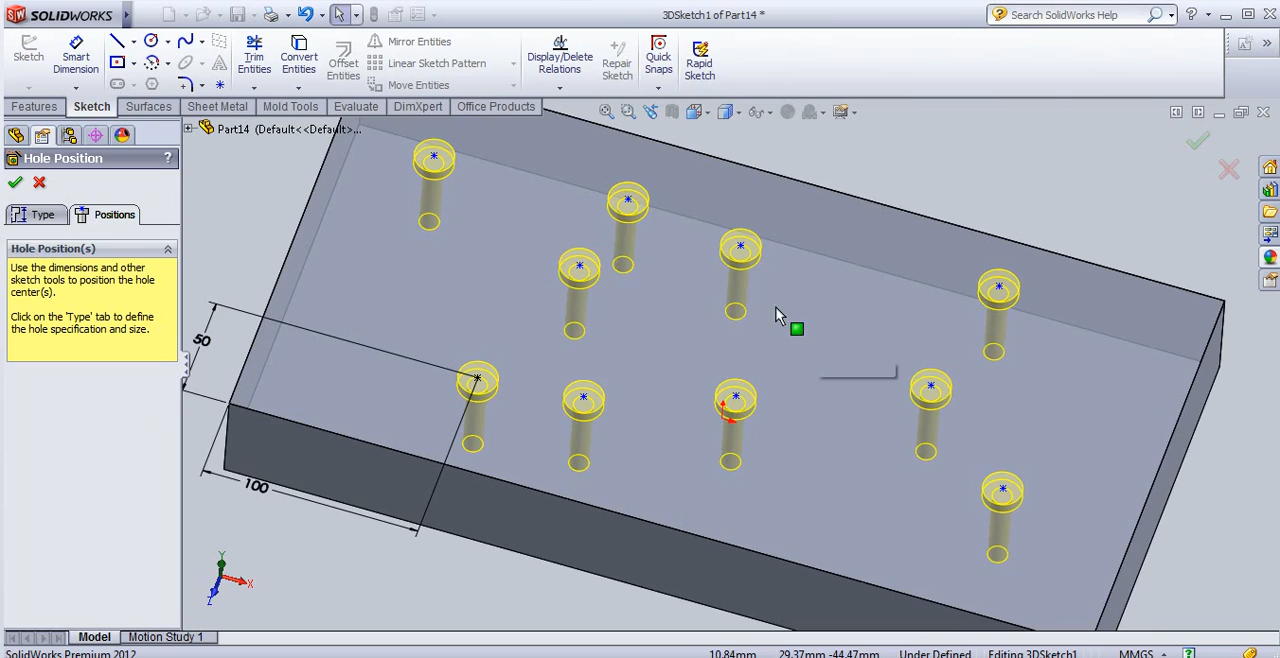 SOLIDWORKS
3DSketch1 of Part14 *
Search SolidWorks Help
Sketch
Smart Dimension
Trim Entities
Convert Entities
Offset Entities
Mirror Entities
Linear Sketch Pattern
Move Entities
Display/Delete Relations
Repair Sketch
Quick Snaps
Rapid Sketch
Features
Sketch
Surfaces
Sheet Metal
Mold Tools
Evaluate
DimXpert
Office Products
Part14 (Default<<Default>...
Hole Position
?
Type
Positions
Hole Position(s)
Use the dimensions and other
sketch tools to position the hole
center(s).
Click on the 'Type' tab to define
the hole specification and size.
50
100
Y
X
Z
Model
Motion Study 1
SolidWorks Premium 2012
10.84mm
29.37mm
-44.47mm
Under Defined
Editing 3DSketch1
MMGS